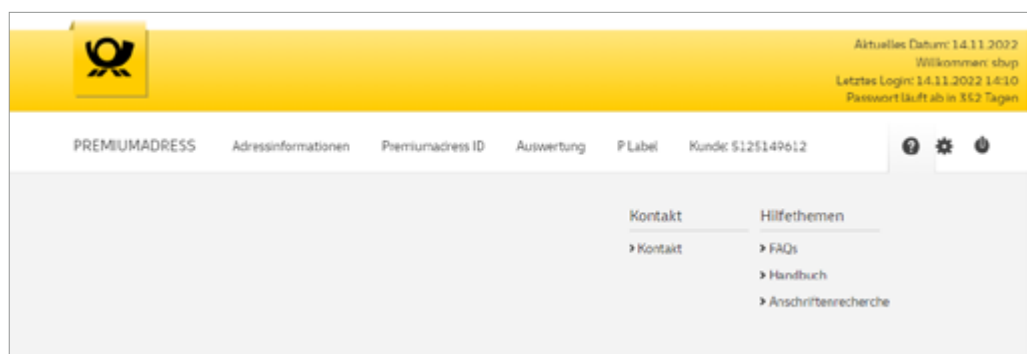 Aktuelles Datum: 14.11.2022
Willkommen: sbvp
Letztes Login: 14.11.2022 14:10
Passwort läuft ab in 352 Tagen
PREMIUMADRESS Adressinformationen Premiumadress ID Auswertung P Label Kunde: 5125149612
Kontakt Hilfethemen
Kontakt FAQs
Handbuch
Anschriftenrecherche